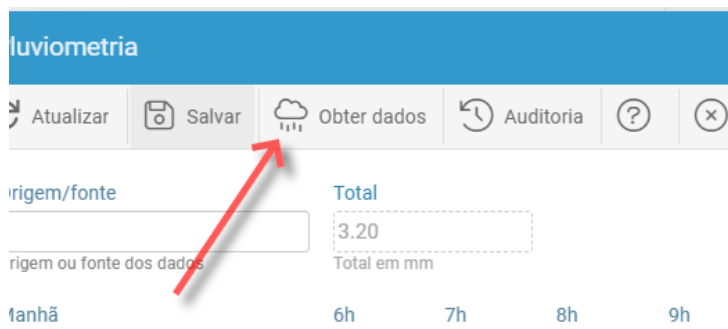 luviometria
Atualizar Salvar Obter dados Auditoria ?
rigem/fonte Total
3.20
rigem ou fonte dos dados Total em mm
Manhã 6h 7h 8h 9h